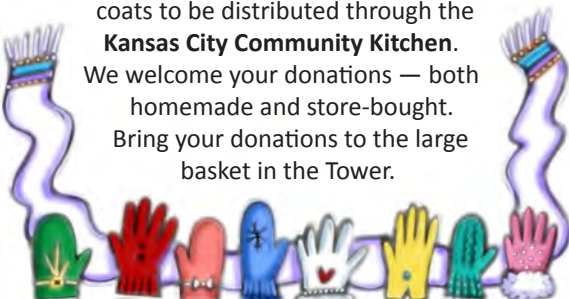 coats to be distributed through the
Kansas City Community Kitchen.
We welcome your donations — both
homemade and store-bought.
Bring your donations to the large
basket in the Tower.